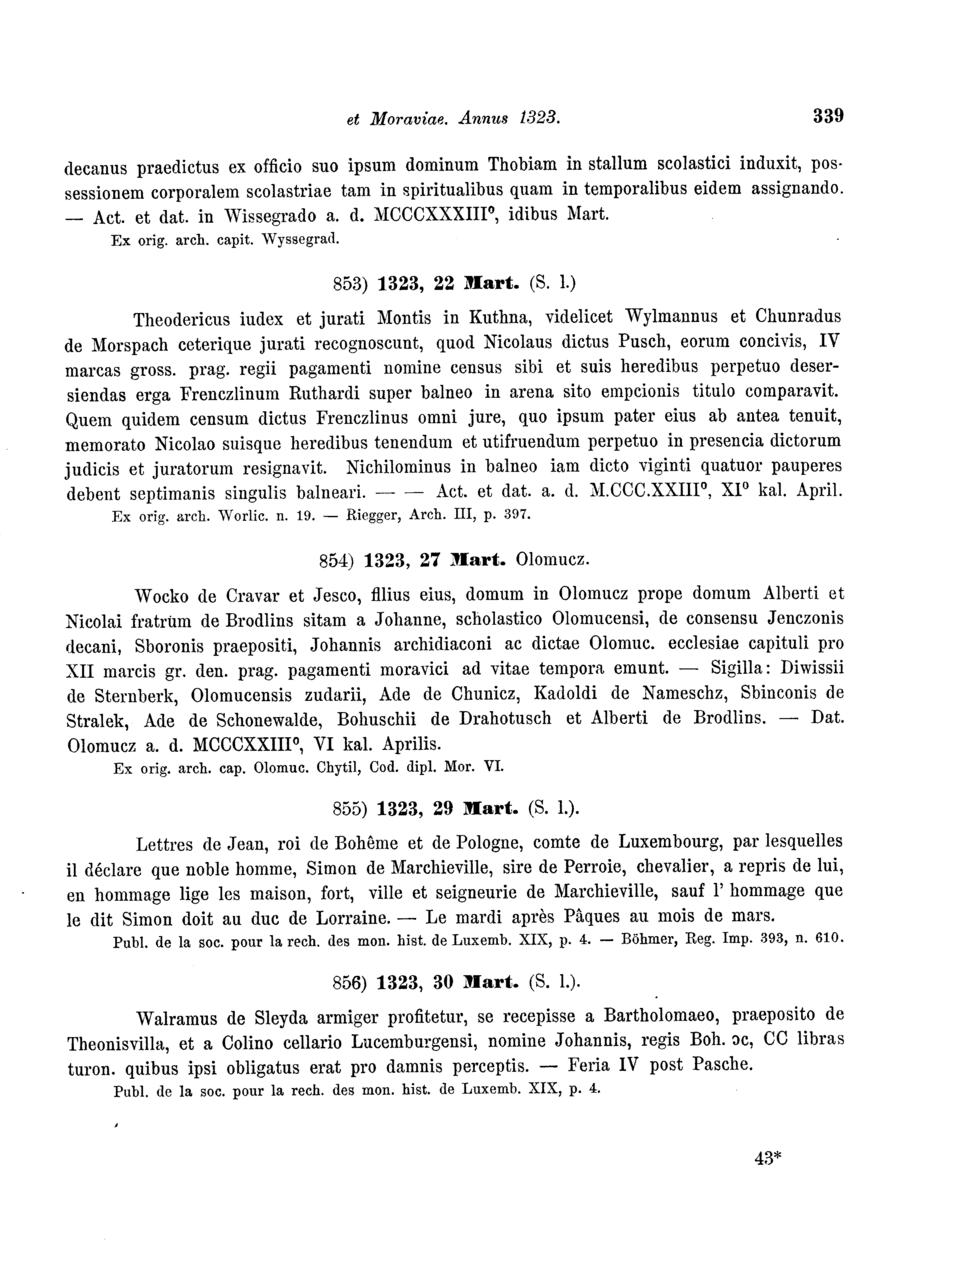 et Moraviae. Annus 1323. 339
decanus praedictus ex officio suo ipsum dominum Thobiam in stallum scolastici induxit, pos-
sessionem corporalem scolastriae tam in spiritualibus quam in temporalibus eidem assignando.
— Act. et dat. in Wissegrado a. d. MCCCXXXIII⁰, idibus Mart.
Ex orig. arch. capit. Wyssegrad.
853) 1323, 22 Mart. (S. l.)
Theodericus iudex et jurati Montis in Kuthna, videlicet Wylmannus et Chunradus
de Morspach ceterique jurati recognoscunt, quod Nicolaus dictus Pusch, eorum concivis, IV
marcas gross. prag. regii pagamenti nomine census sibi et suis heredibus perpetuo deser-
siendas erga Frenczlinum Ruthardi super balneo in arena sito empcionis titulo comparavit.
Quem quidem censum dictus Frenczlinus omni jure, quo ipsum pater eius ab antea tenuit,
memorato Nicolao suisque heredibus tenendum et utifruendum perpetuo in presencia dictorum
judicis et juratorum resignavit. Nichilominus in balneo iam dicto viginti quatuor pauperes
debent septimanis singulis balneari. — — Act. et dat. a. d. M.CCC.XXIII⁰, XI⁰ kal. April.
Ex orig. arch. Worlic. n. 19. — Riegger, Arch. III, p. 397.
854) 1323, 27 Mart. Olomucz.
Wocko de Cravar et Jesco, filius eius, domum in Olomucz prope domum Alberti et
Nicolai fratrum de Brodlins sitam a Johanne, scholastico Olomucensi, de consensu Jenczonis
decani, Sboronis praepositi, Johannis archidiaconi ac dictae Olomuc. ecclesiae capituli pro
XII marcis gr. den. prag. pagamenti moravici ad vitae tempora emunt. — Sigilla: Diwissii
de Sternberk, Olomucensis zudarii, Ade de Chunicz, Kadoldi de Nameschz, Sbinconis de
Stralek, Ade de Schonewalde, Bohuschii de Drahotusch et Alberti de Brodlins. — Dat.
Olomucz a. d. MCCCXXIII⁰, VI kal. Aprilis.
Ex orig. arch. cap. Olomuc. Chytil, Cod. dipl. Mor. VI.
855) 1323, 29 Mart. (S. l.).
Lettres de Jean, roi de Bohême et de Pologne, comte de Luxembourg, par lesquelles
il déclare que noble homme, Simon de Marchieville, sire de Perroie, chevalier, a repris de lui,
en hommage lige les maison, fort, ville et seigneurie de Marchieville, sauf l' hommage que
le dit Simon doit au duc de Lorraine. — Le mardi après Pâques au mois de mars.
Publ. de la soc. pour la rech. des mon. hist. de Luxemb. XIX, p. 4. — Böhmer, Reg. Imp. 393, n. 610.
856) 1323, 30 Mart. (S. l.).
Walramus de Sleyda armiger profitetur, se recepisse a Bartholomaeo, praeposito de
Theonisvilla, et a Colino cellario Lucemburgensi, nomine Johannis, regis Boh. ɔc, CC libras
turon. quibus ipsi obligatus erat pro damnis perceptis. — Feria IV post Pasche.
Publ. de la soc. pour la rech. des mon. hist. de Luxemb. XIX, p. 4.
43*